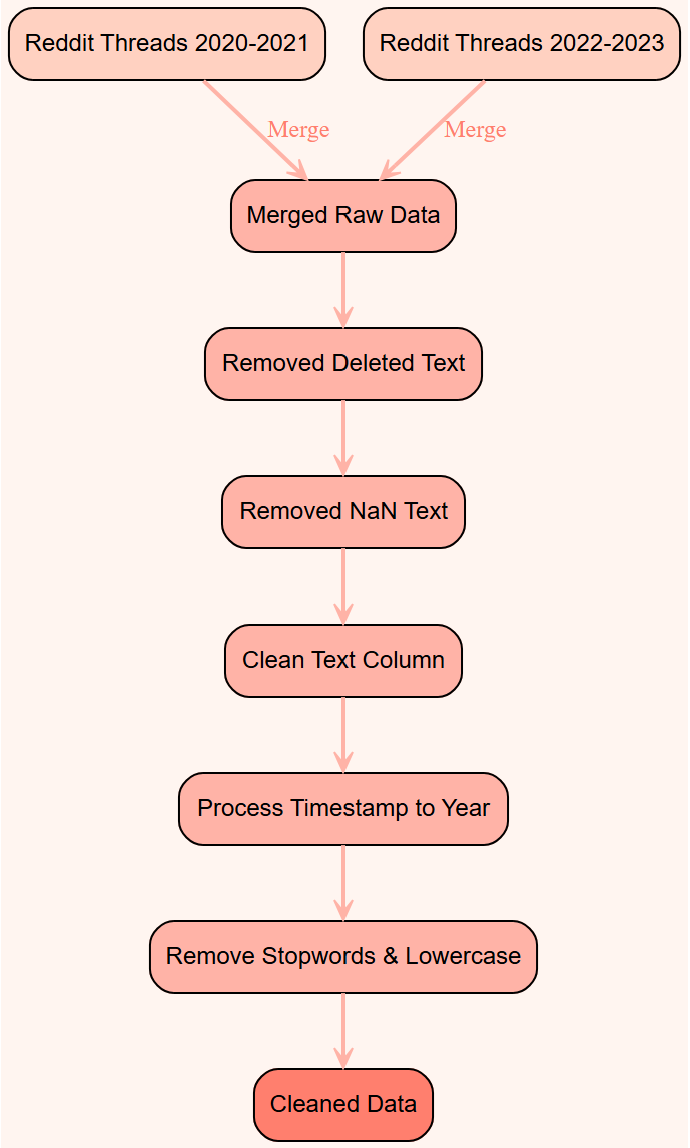 Reddit Threads 2020-2021
Reddit Threads 2022-2023
Merge
Merge
Merged Raw Data
Removed Deleted Text
Removed NaN Text
Clean Text Column
Process Timestamp to Year
Remove Stopwords & Lowercase
Cleaned Data